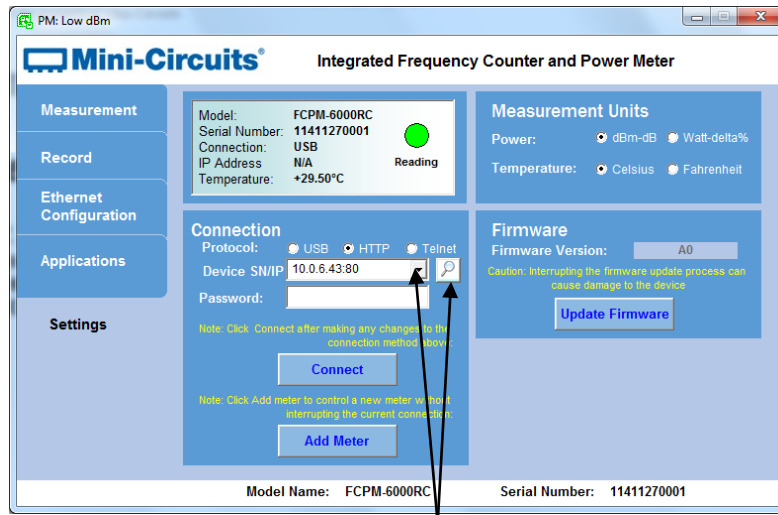 PM: Low dBm
Mini-Circuits®
Integrated Frequency Counter and Power Meter
Measurement
Record
Ethernet
Configuration
Applications
Settings
Model: FCPM-6000RC
Serial Number: 11411270001
Connection: USB
IP Address N/A
Temperature: +29.50°C
Reading
Measurement Units
Power: dBm-dB Watt-delta%
Temperature: Celsius Fahrenheit
Connection
Protocol: USB HTTP Telnet
Device SN/IP 10.0.6.43:80
Password:
Note: Click Connect after making any changes to the
connection method above:
Connect
Note: Click Add meter to control a new meter without
interrupting the current connection:
Add Meter
Firmware
Firmware Version: A0
Caution: Interrupting the firmware update process can
cause damage to the device
Update Firmware
Model Name: FCPM-6000RC Serial Number: 11411270001